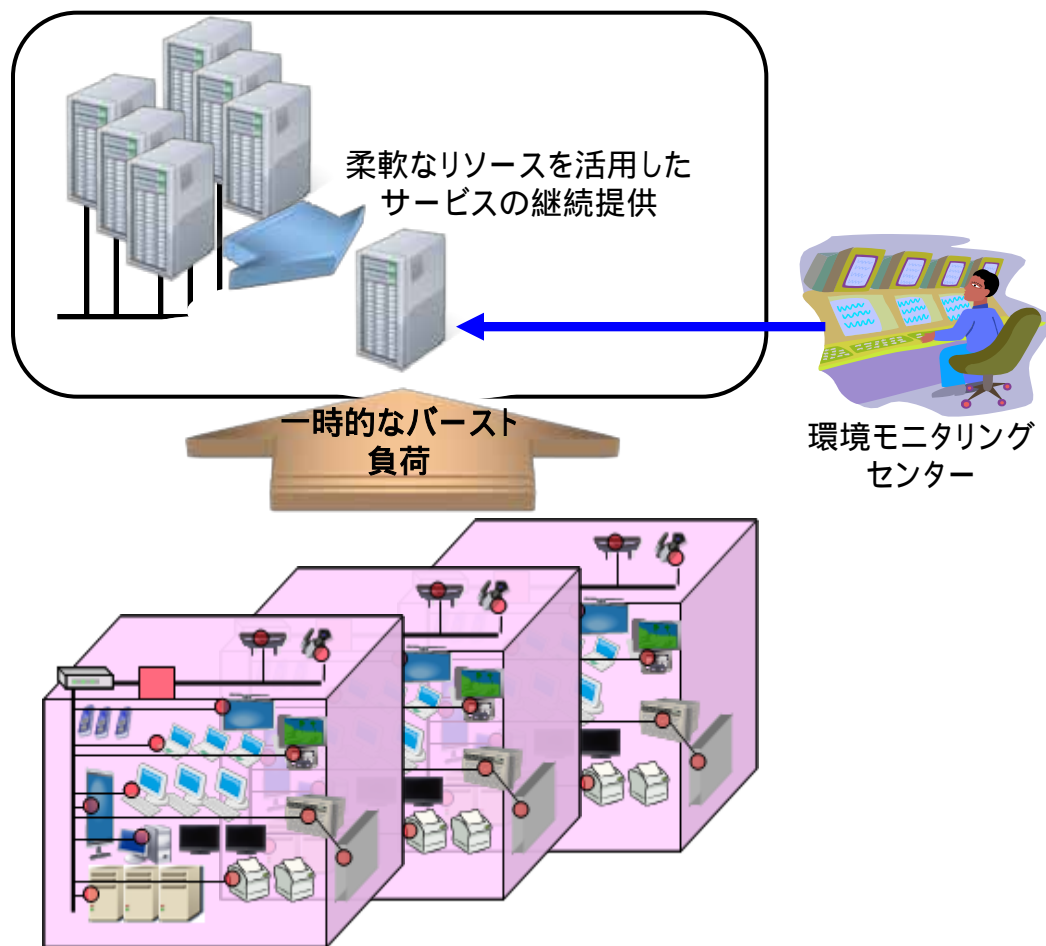 柔軟なリソースを活用した
サービスの継続提供
一時的なバースト
負荷
環境モニタリング
センター